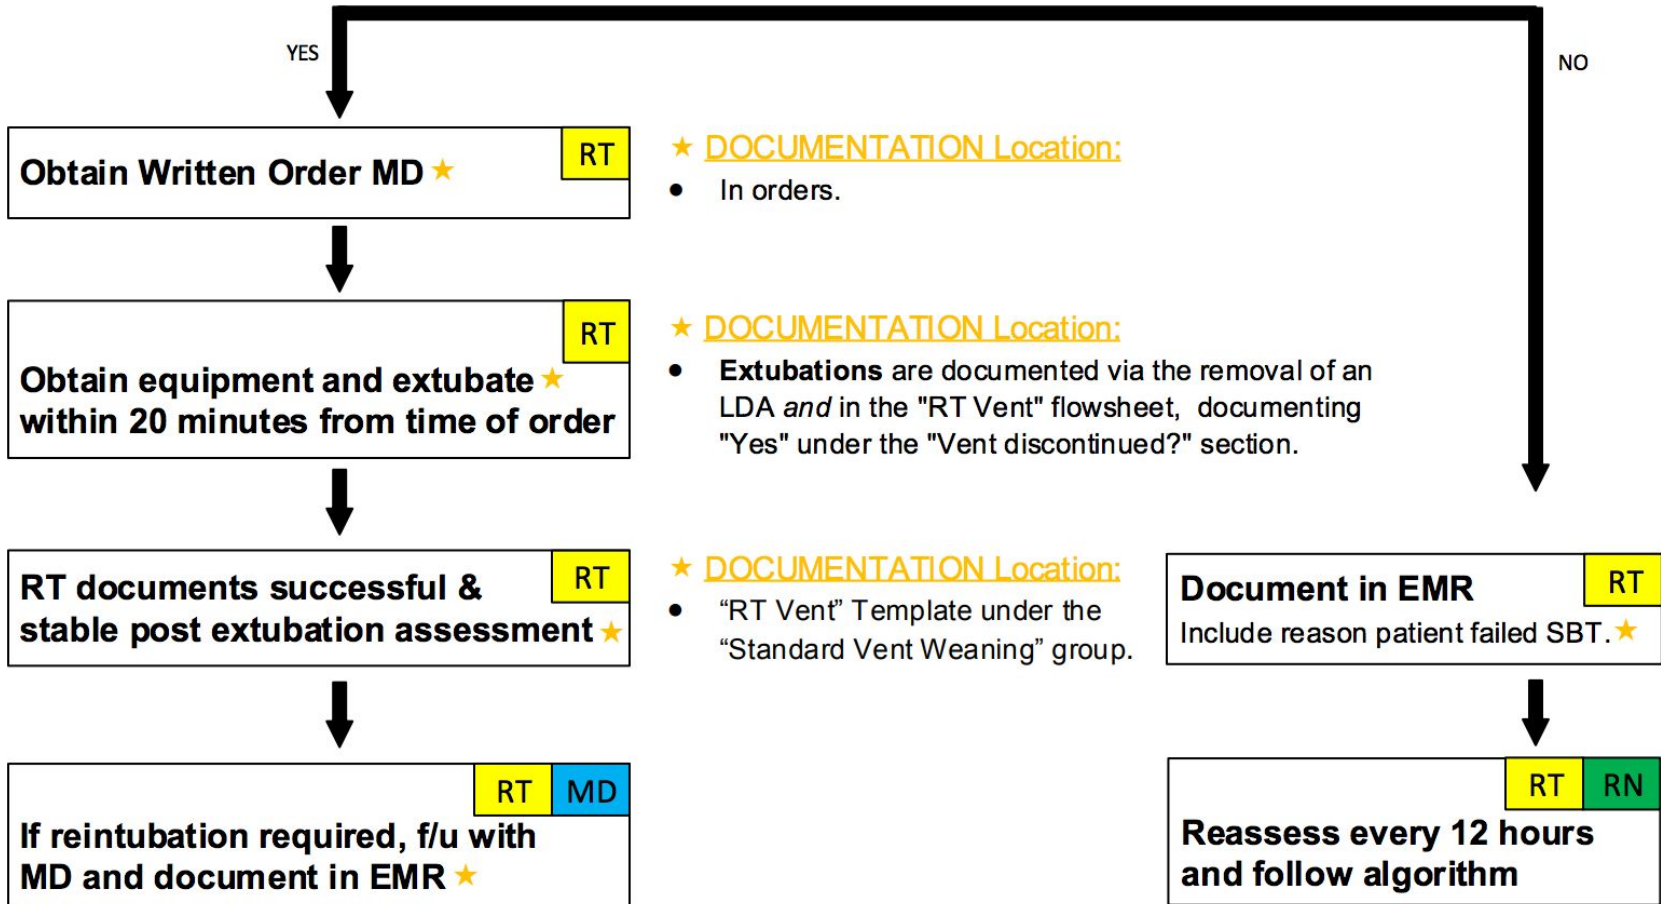 YES
NO
RT
Obtain Written Order MD ★
★ DOCUMENTATION Location:
• In orders.
RT
Obtain equipment and extubate ★
within 20 minutes from time of order
★ DOCUMENTATION Location:
• Extubations are documented via the removal of an
LDA and in the "RT Vent" flowsheet, documenting
"Yes" under the "Vent discontinued?" section.
RT
RT documents successful &
stable post extubation assessment ★
★ DOCUMENTATION Location:
• “RT Vent” Template under the
“Standard Vent Weaning” group.
RT
Document in EMR
Include reason patient failed SBT. ★
RT MD
If reintubation required, f/u with
MD and document in EMR ★
RT RN
Reassess every 12 hours
and follow algorithm